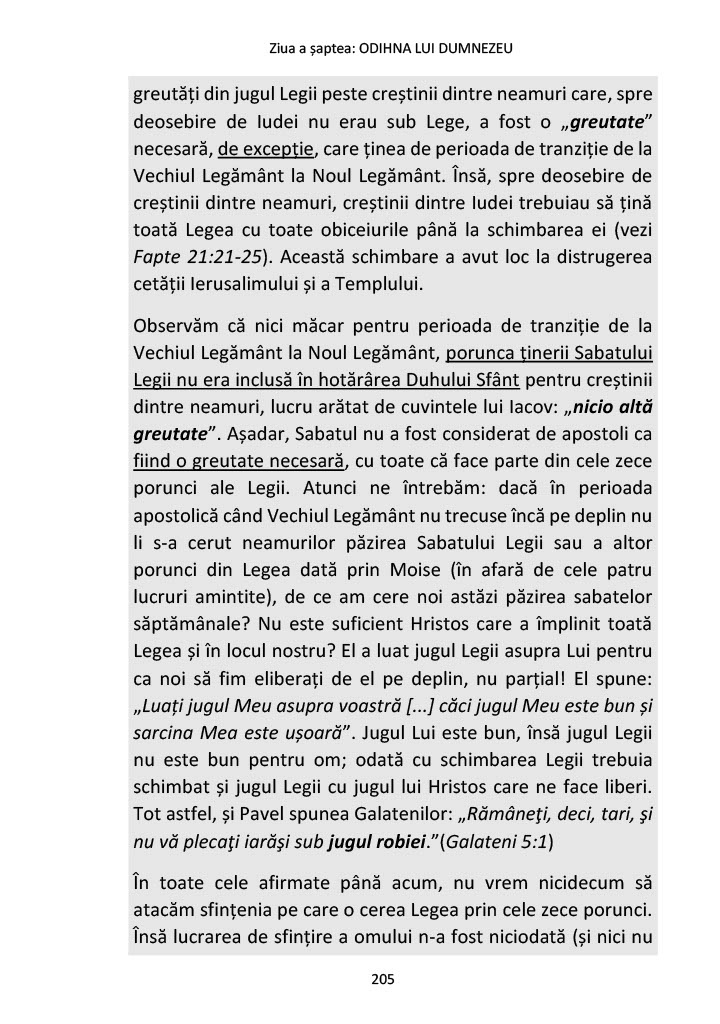 Ziua a șaptea: ODIHNA LUI DUMNEZEU
greutăți din jugul Legii peste creștinii dintre neamuri care, spre
deosebire de Iudei nu erau sub Lege, a fost o „greutate”
necesară, de excepție, care ținea de perioada de tranziție de la
Vechiul Legământ la Noul Legământ. Însă, spre deosebire de
creștinii dintre neamuri, creștinii dintre Iudei trebuiau să țină
toată Legea cu toate obiceiurile până la schimbarea ei (vezi
Fapte 21:21-25). Această schimbare a avut loc la distrugerea
cetății Ierusalimului și a Templului.
Observăm că nici măcar pentru perioada de tranziție de la
Vechiul Legământ la Noul Legământ, porunca ținerii Sabatului
Legii nu era inclusă în hotărârea Duhului Sfânt pentru creștinii
dintre neamuri, lucru arătat de cuvintele lui Iacov: „nicio altă
greutate”. Așadar, Sabatul nu a fost considerat de apostoli ca
fiind o greutate necesară, cu toate că face parte din cele zece
porunci ale Legii. Atunci ne întrebăm: dacă în perioada
apostolică când Vechiul Legământ nu trecuse încă pe deplin nu
li s-a cerut neamurilor păzirea Sabatului Legii sau a altor
porunci din Legea dată prin Moise (în afară de cele patru
lucruri amintite), de ce am cere noi astăzi păzirea sabatelor
săptămânale? Nu este suficient Hristos care a împlinit toată
Legea și în locul nostru? El a luat jugul Legii asupra Lui pentru
ca noi să fim eliberați de el pe deplin, nu parțial! El spune:
„Luați jugul Meu asupra voastră [...] căci jugul Meu este bun și
sarcina Mea este ușoară”. Jugul Lui este bun, însă jugul Legii
nu este bun pentru om; odată cu schimbarea Legii trebuia
schimbat și jugul Legii cu jugul lui Hristos care ne face liberi.
Tot astfel, și Pavel spunea Galatenilor: „Rămâneţi, deci, tari, şi
nu vă plecaţi iarăşi sub jugul robiei.”(Galateni 5:1)
În toate cele afirmate până acum, nu vrem nicidecum să
atacăm sfințenia pe care o cerea Legea prin cele zece porunci.
Însă lucrarea de sfințire a omului n-a fost niciodată (și nici nu
205